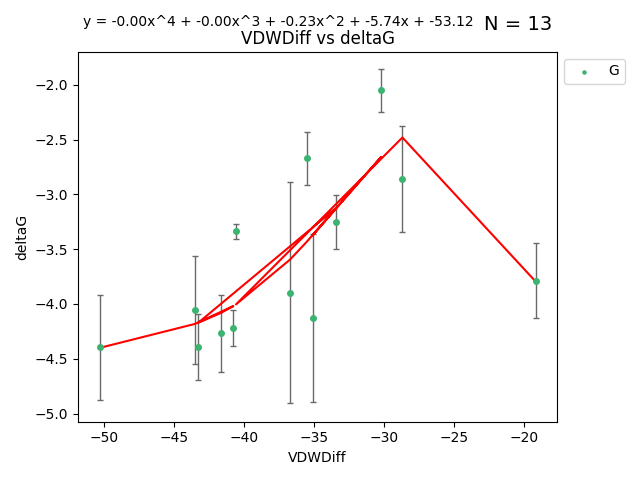 y = -0.00x^4 + -0.00x^3 + -0.23x^2 + -5.74x + -53.12 N = 13
VDWDiff vs deltaG
G
−2.0
−2.5
−3.0
−3.5
−4.0
−4.5
−5.0
deltaG
−50 −45 −40 −35 −30 −25 −20
VDWDiff